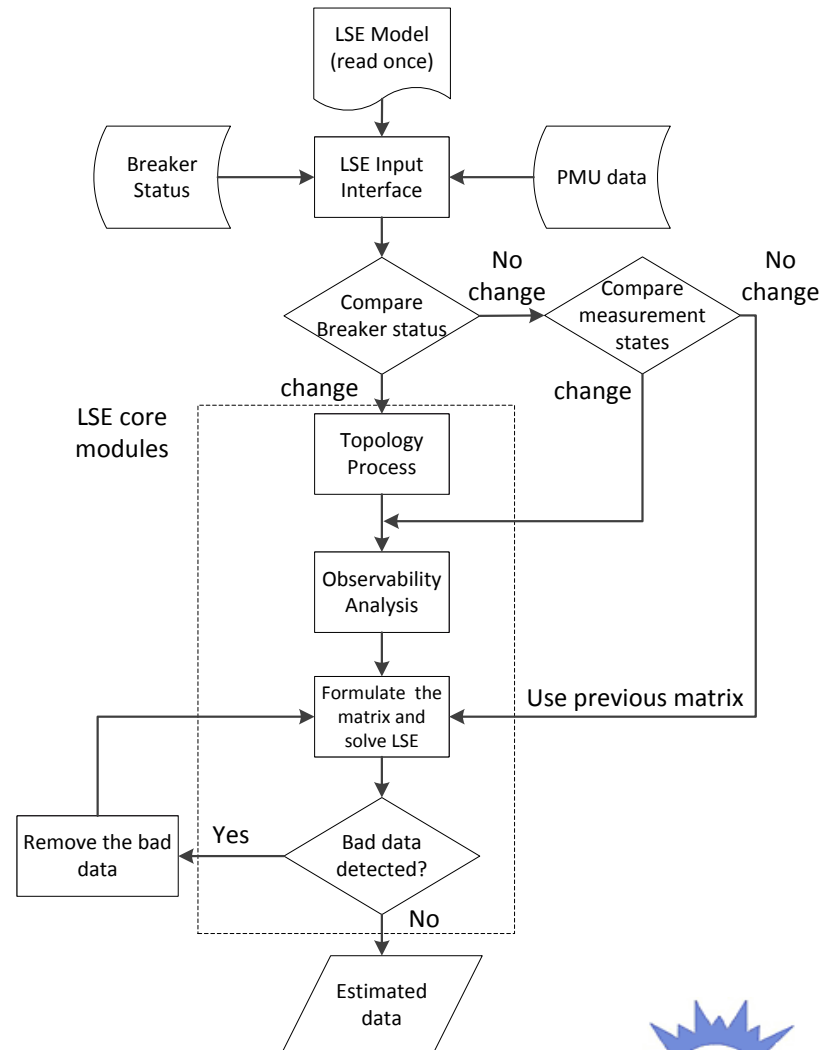 LSE Model
(read once)
Breaker
Status
LSE Input
Interface
PMU data
No
change
No
change
Compare
Breaker status
Compare
measurement
states
change
change
LSE core
modules
Topology
Process
Observability
Analysis
Formulate the
matrix and
solve LSE
Use previous matrix
Remove the bad
data
Yes
Bad data
detected?
No
Estimated
data